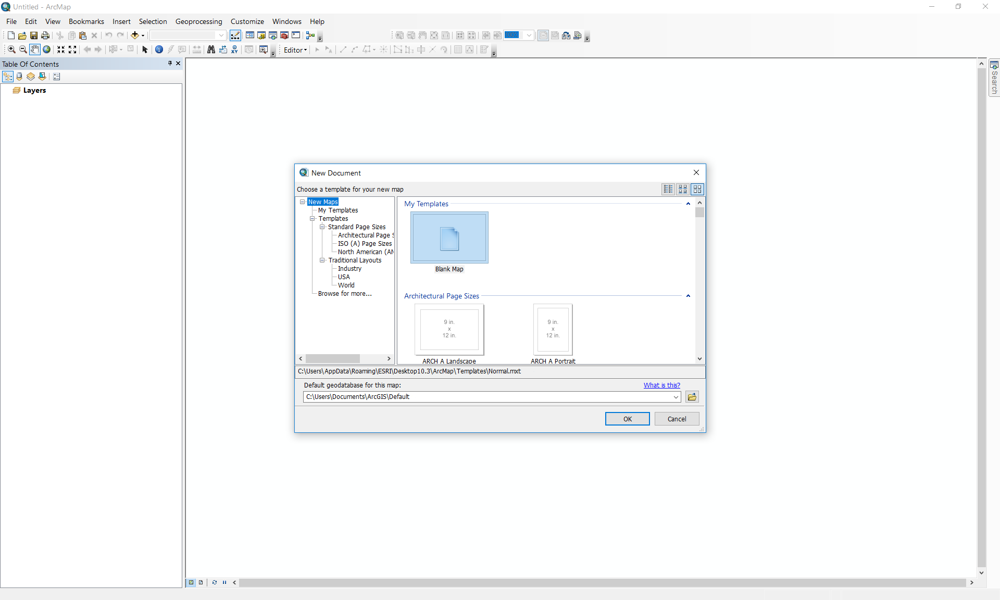 Untitled - ArcMap
File Edit View Bookmarks Insert Selection Geoprocessing Customize Windows Help
100%
Editor
Table Of Contents
Layers
Search
New Document
Choose a template for your new map
New Maps
My Templates
Templates
Standard Page Sizes
Architectural Page S
ISO (A) Page Sizes
North American (AN
Traditional Layouts
Industry
USA
World
Browse for more...
My Templates
Blank Map
Architectural Page Sizes
9 in.
x
12 in.
ARCH A Landscape
9 in.
x
12 in.
ARCH A Portrait
C:\Users\AppData\Roaming\ESRI\Desktop10.3\ArcMap\Templates\Normal.mxt
Default geodatabase for this map:
What is this?
C:\Users\Documents\ArcGIS\Default
OK
Cancel